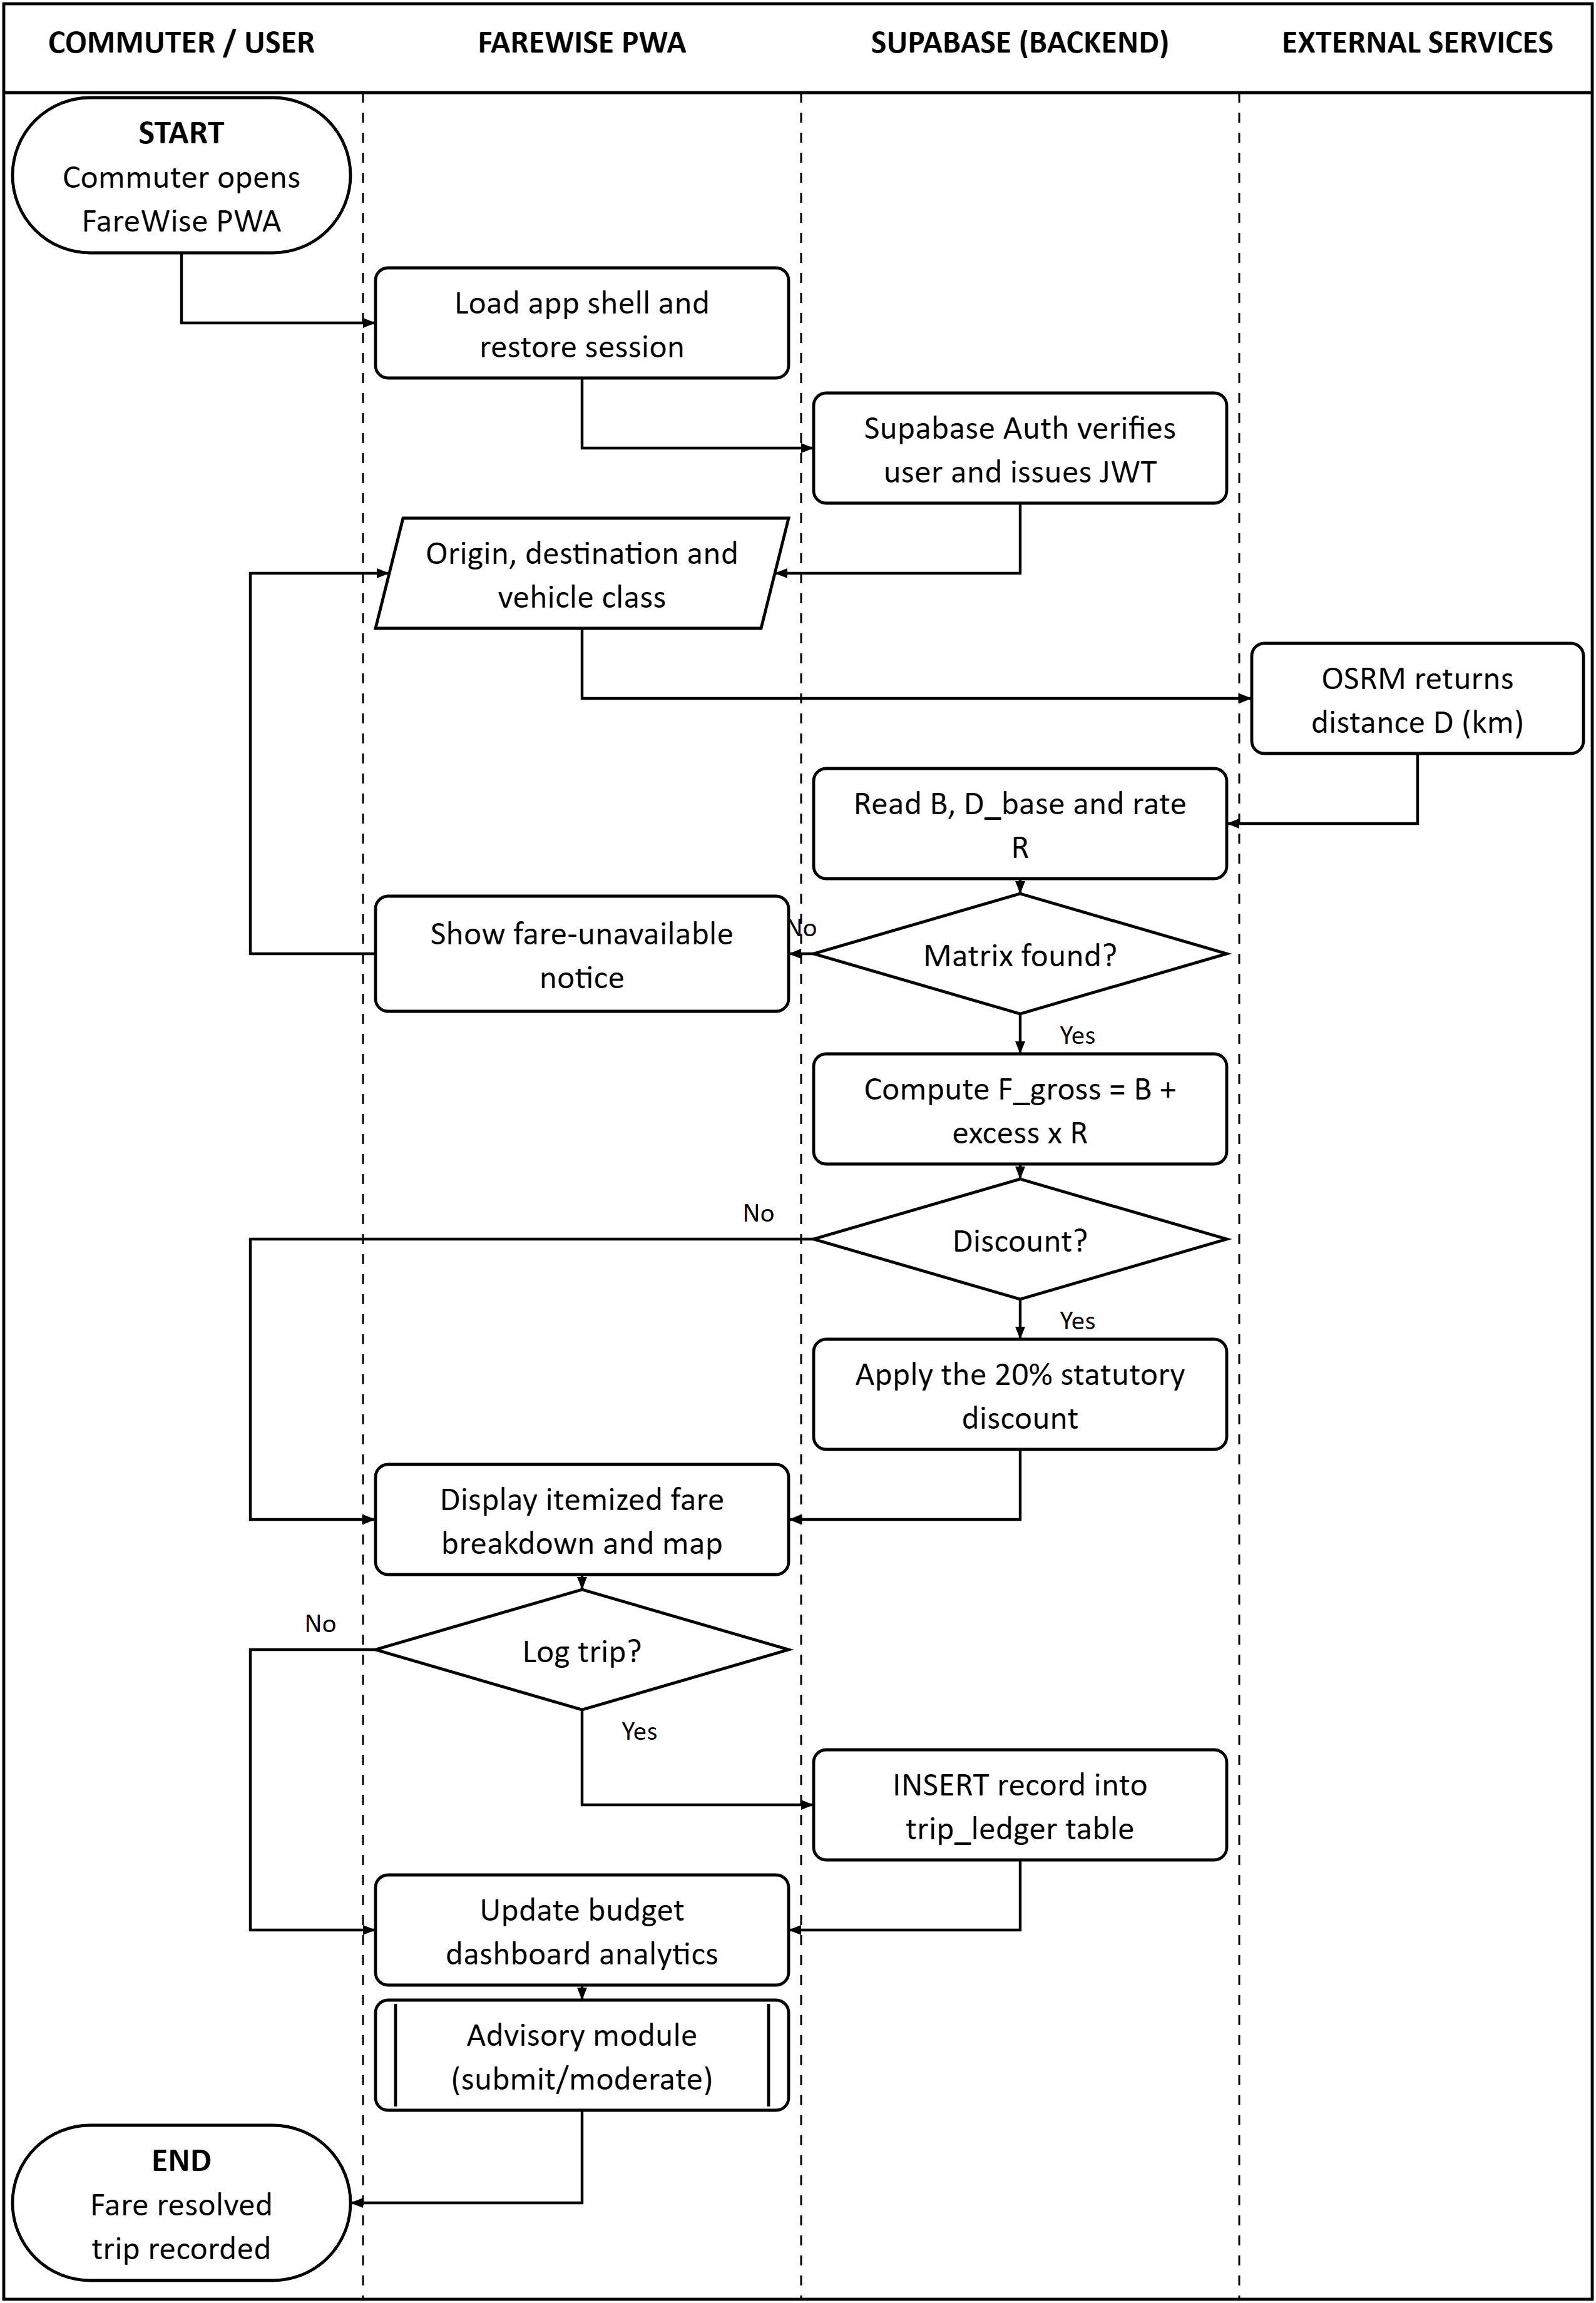 COMMUTER / USER
FAREWISE PWA
SUPABASE (BACKEND)
EXTERNAL SERVICES
START
Commuter opens
FareWise PWA
Load app shell and
restore session
Supabase Auth verifies
user and issues JWT
Origin, destination and
vehicle class
OSRM returns
distance D (km)
Read B, D_base and rate
R
Show fare-unavailable
notice
No
Matrix found?
Yes
Compute F_gross = B +
excess x R
No
Discount?
Yes
Apply the 20% statutory
discount
Display itemized fare
breakdown and map
No
Log trip?
Yes
INSERT record into
trip_ledger table
Update budget
dashboard analytics
Advisory module
(submit/moderate)
END
Fare resolved
trip recorded